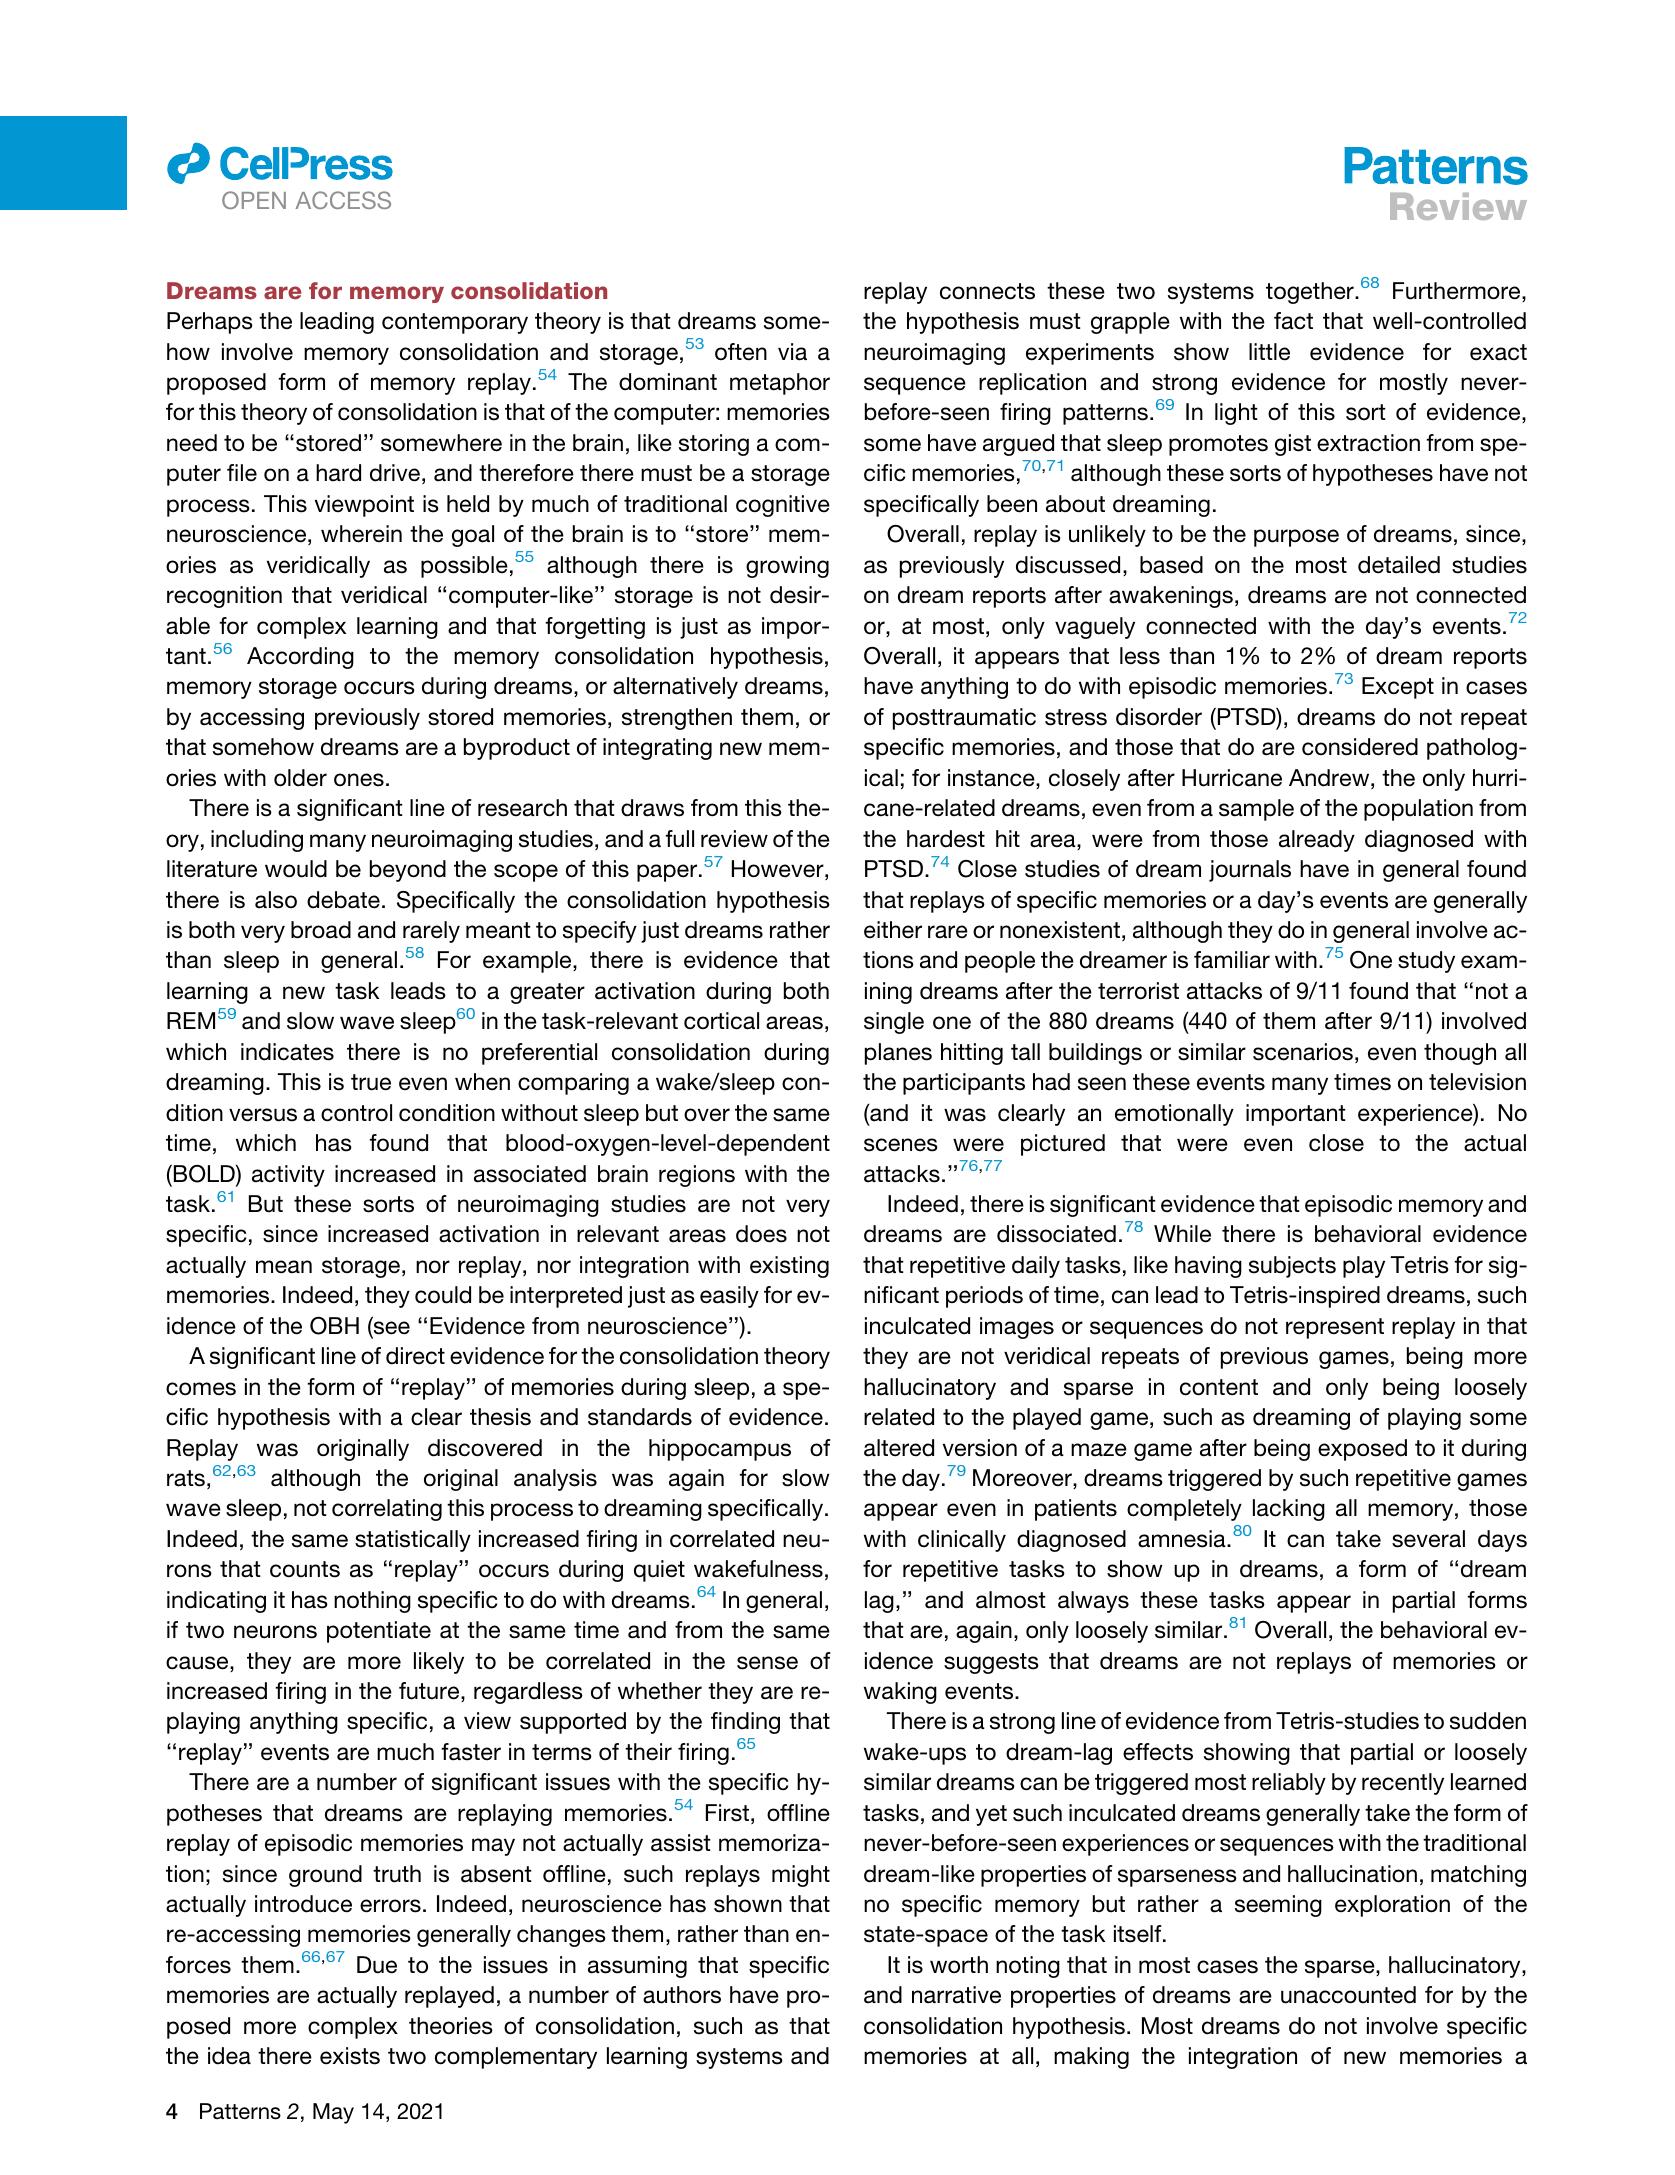 CellPress
OPEN ACCESS
Patterns
Review
Dreams are for memory consolidation
Perhaps the leading contemporary theory is that dreams some-
how involve memory consolidation and storage,53 often via a
proposed form of memory replay.54 The dominant metaphor
for this theory of consolidation is that of the computer: memories
need to be ‘‘stored’’ somewhere in the brain, like storing a com-
puter file on a hard drive, and therefore there must be a storage
process. This viewpoint is held by much of traditional cognitive
neuroscience, wherein the goal of the brain is to ‘‘store’’ mem-
ories as veridically as possible,55 although there is growing
recognition that veridical ‘‘computer-like’’ storage is not desir-
able for complex learning and that forgetting is just as impor-
tant.56 According to the memory consolidation hypothesis,
memory storage occurs during dreams, or alternatively dreams,
by accessing previously stored memories, strengthen them, or
that somehow dreams are a byproduct of integrating new mem-
ories with older ones.
There is a significant line of research that draws from this the-
ory, including many neuroimaging studies, and a full review of the
literature would be beyond the scope of this paper.57 However,
there is also debate. Specifically the consolidation hypothesis
is both very broad and rarely meant to specify just dreams rather
than sleep in general.58 For example, there is evidence that
learning a new task leads to a greater activation during both
REM59 and slow wave sleep60 in the task-relevant cortical areas,
which indicates there is no preferential consolidation during
dreaming. This is true even when comparing a wake/sleep con-
dition versus a control condition without sleep but over the same
time, which has found that blood-oxygen-level-dependent
(BOLD) activity increased in associated brain regions with the
task.61 But these sorts of neuroimaging studies are not very
specific, since increased activation in relevant areas does not
actually mean storage, nor replay, nor integration with existing
memories. Indeed, they could be interpreted just as easily for ev-
idence of the OBH (see ‘‘Evidence from neuroscience’’).
A significant line of direct evidence for the consolidation theory
comes in the form of ‘‘replay’’ of memories during sleep, a spe-
cific hypothesis with a clear thesis and standards of evidence.
Replay was originally discovered in the hippocampus of
rats,62,63 although the original analysis was again for slow
wave sleep, not correlating this process to dreaming specifically.
Indeed, the same statistically increased firing in correlated neu-
rons that counts as ‘‘replay’’ occurs during quiet wakefulness,
indicating it has nothing specific to do with dreams.64 In general,
if two neurons potentiate at the same time and from the same
cause, they are more likely to be correlated in the sense of
increased firing in the future, regardless of whether they are re-
playing anything specific, a view supported by the finding that
‘‘replay’’ events are much faster in terms of their firing.65
There are a number of significant issues with the specific hy-
potheses that dreams are replaying memories.54 First, offline
replay of episodic memories may not actually assist memoriza-
tion; since ground truth is absent offline, such replays might
actually introduce errors. Indeed, neuroscience has shown that
re-accessing memories generally changes them, rather than en-
forces them.66,67 Due to the issues in assuming that specific
memories are actually replayed, a number of authors have pro-
posed more complex theories of consolidation, such as that
the idea there exists two complementary learning systems and
replay connects these two systems together.68 Furthermore,
the hypothesis must grapple with the fact that well-controlled
neuroimaging experiments show little evidence for exact
sequence replication and strong evidence for mostly never-
before-seen firing patterns.69 In light of this sort of evidence,
some have argued that sleep promotes gist extraction from spe-
cific memories,70,71 although these sorts of hypotheses have not
specifically been about dreaming.
Overall, replay is unlikely to be the purpose of dreams, since,
as previously discussed, based on the most detailed studies
on dream reports after awakenings, dreams are not connected
or, at most, only vaguely connected with the day’s events.72
Overall, it appears that less than 1% to 2% of dream reports
have anything to do with episodic memories.73 Except in cases
of posttraumatic stress disorder (PTSD), dreams do not repeat
specific memories, and those that do are considered patholog-
ical; for instance, closely after Hurricane Andrew, the only hurri-
cane-related dreams, even from a sample of the population from
the hardest hit area, were from those already diagnosed with
PTSD.74 Close studies of dream journals have in general found
that replays of specific memories or a day’s events are generally
either rare or nonexistent, although they do in general involve ac-
tions and people the dreamer is familiar with.75 One study exam-
ining dreams after the terrorist attacks of 9/11 found that ‘‘not a
single one of the 880 dreams (440 of them after 9/11) involved
planes hitting tall buildings or similar scenarios, even though all
the participants had seen these events many times on television
(and it was clearly an emotionally important experience). No
scenes were pictured that were even close to the actual
attacks.’’76,77
Indeed, there is significant evidence that episodic memory and
dreams are dissociated.78 While there is behavioral evidence
that repetitive daily tasks, like having subjects play Tetris for sig-
nificant periods of time, can lead to Tetris-inspired dreams, such
inculcated images or sequences do not represent replay in that
they are not veridical repeats of previous games, being more
hallucinatory and sparse in content and only being loosely
related to the played game, such as dreaming of playing some
altered version of a maze game after being exposed to it during
the day.79 Moreover, dreams triggered by such repetitive games
appear even in patients completely lacking all memory, those
with clinically diagnosed amnesia.80 It can take several days
for repetitive tasks to show up in dreams, a form of ‘‘dream
lag,’’ and almost always these tasks appear in partial forms
that are, again, only loosely similar.81 Overall, the behavioral ev-
idence suggests that dreams are not replays of memories or
waking events.
There is a strong line of evidence from Tetris-studies to sudden
wake-ups to dream-lag effects showing that partial or loosely
similar dreams can be triggered most reliably by recently learned
tasks, and yet such inculcated dreams generally take the form of
never-before-seen experiences or sequences with the traditional
dream-like properties of sparseness and hallucination, matching
no specific memory but rather a seeming exploration of the
state-space of the task itself.
It is worth noting that in most cases the sparse, hallucinatory,
and narrative properties of dreams are unaccounted for by the
consolidation hypothesis. Most dreams do not involve specific
memories at all, making the integration of new memories a
4 Patterns 2, May 14, 2021